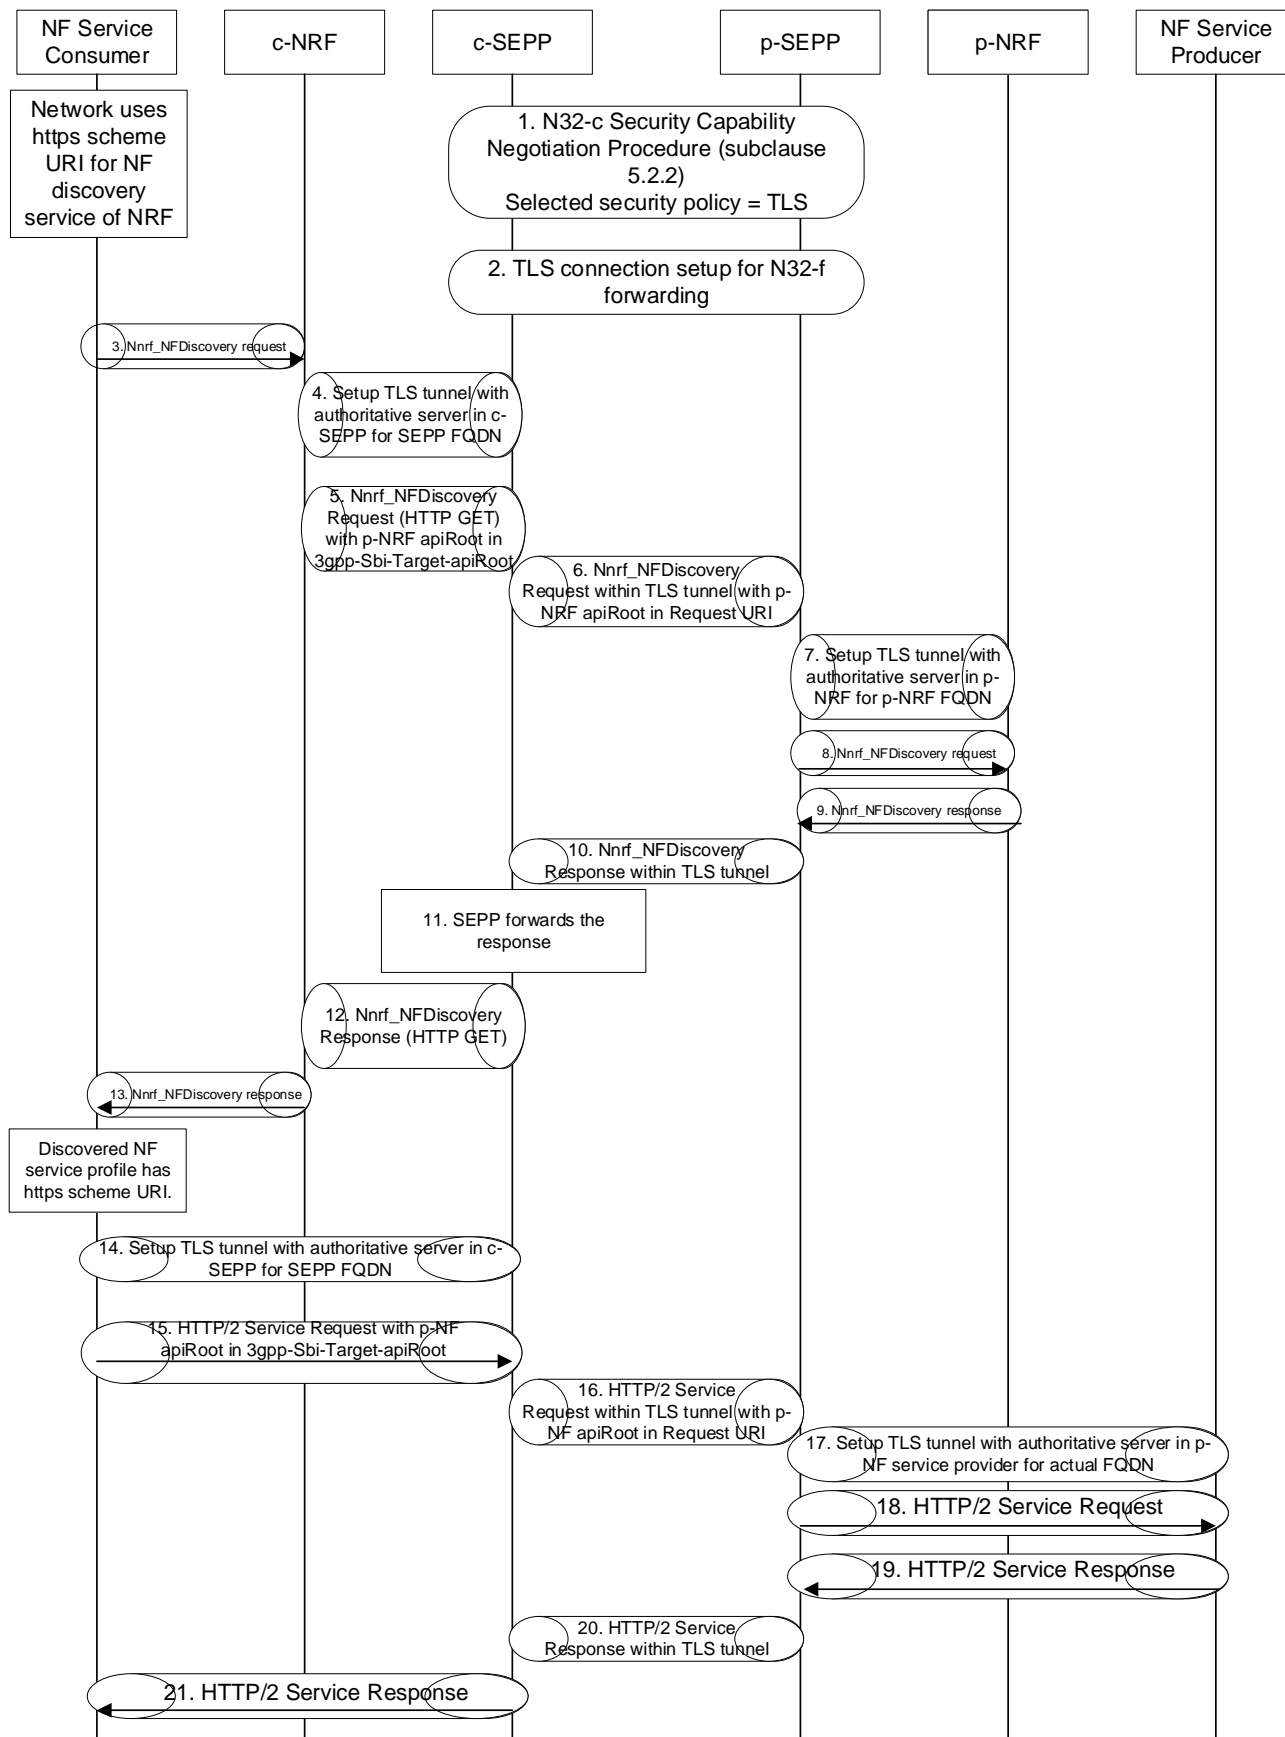 NF Service
Consumer
c-NRF
c-SEPP
p-SEPP
p-NRF
NF Service
Producer
Network uses
https scheme
URI for NF
discovery
service of NRF
1. N32-c Security Capability
Negotiation Procedure (subclause
5.2.2)
Selected security policy = TLS
2. TLS connection setup for N32-f
forwarding
3. Nnrf_NFDiscovery request
4. Setup TLS tunnel with
authoritative server in c-
SEPP for SEPP FQDN
5. Nnrf_NFDiscovery
Request (HTTP GET)
with p-NRF apiRoot in
3gpp-Sbi-Target-apiRoot
6. Nnrf_NFDiscovery
Request within TLS tunnel with p-
NRF apiRoot in Request URI
7. Setup TLS tunnel with
authoritative server in p-
NRF for p-NRF FQDN
8. Nnrf_NFDiscovery request
9. Nnrf_NFDiscovery response
10. Nnrf_NFDiscovery
Response within TLS tunnel
11. SEPP forwards the
response
12. Nnrf_NFDiscovery
Response (HTTP GET)
13. Nnrf_NFDiscovery response
Discovered NF
service profile has
https scheme URI.
14. Setup TLS tunnel with authoritative server in c-
SEPP for SEPP FQDN
15. HTTP/2 Service Request with p-NF
apiRoot in 3gpp-Sbi-Target-apiRoot
16. HTTP/2 Service
Request within TLS tunnel with p-
NF apiRoot in Request URI
17. Setup TLS tunnel with authoritative server in p-
NF service provider for actual FQDN
18. HTTP/2 Service Request
19. HTTP/2 Service Response
20. HTTP/2 Service
Response within TLS tunnel
21. HTTP/2 Service Response